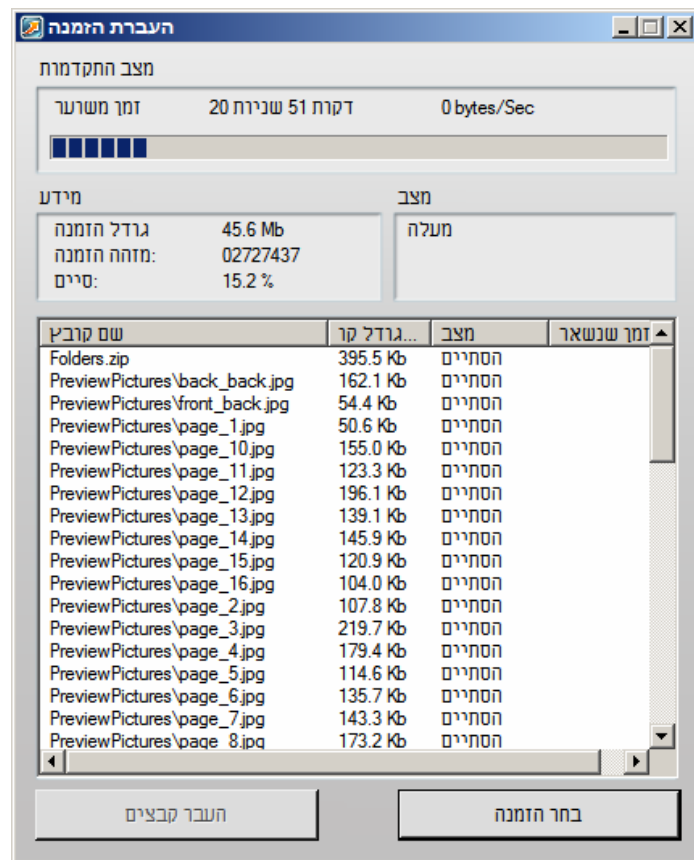 העברת הזמנה
מצב התקדמות
זמן משוער 20 דקות 51 שניות 0 bytes/Sec
מידע
גודל הזמנה 45.6 Mb
מזהה הזמנה: 02727437
סיים: 15.2 %
מצב
מעלה
שם קובץ גודל קו... מצב זמן שנשאר
Folders.zip 395.5 Kb הסתיים
PreviewPictures\back_back.jpg 162.1 Kb הסתיים
PreviewPictures\front_back.jpg 54.4 Kb הסתיים
PreviewPictures\page_1.jpg 50.6 Kb הסתיים
PreviewPictures\page_10.jpg 155.0 Kb הסתיים
PreviewPictures\page_11.jpg 123.3 Kb הסתיים
PreviewPictures\page_12.jpg 196.1 Kb הסתיים
PreviewPictures\page_13.jpg 139.1 Kb הסתיים
PreviewPictures\page_14.jpg 145.9 Kb הסתיים
PreviewPictures\page_15.jpg 120.9 Kb הסתיים
PreviewPictures\page_16.jpg 104.0 Kb הסתיים
PreviewPictures\page_2.jpg 107.8 Kb הסתיים
PreviewPictures\page_3.jpg 219.7 Kb הסתיים
PreviewPictures\page_4.jpg 179.4 Kb הסתיים
PreviewPictures\page_5.jpg 114.6 Kb הסתיים
PreviewPictures\page_6.jpg 135.7 Kb הסתיים
PreviewPictures\page_7.jpg 143.3 Kb הסתיים
PreviewPictures\page_8.jpg 173.2 Kb הסתיים
העבר קבצים
בחר הזמנה